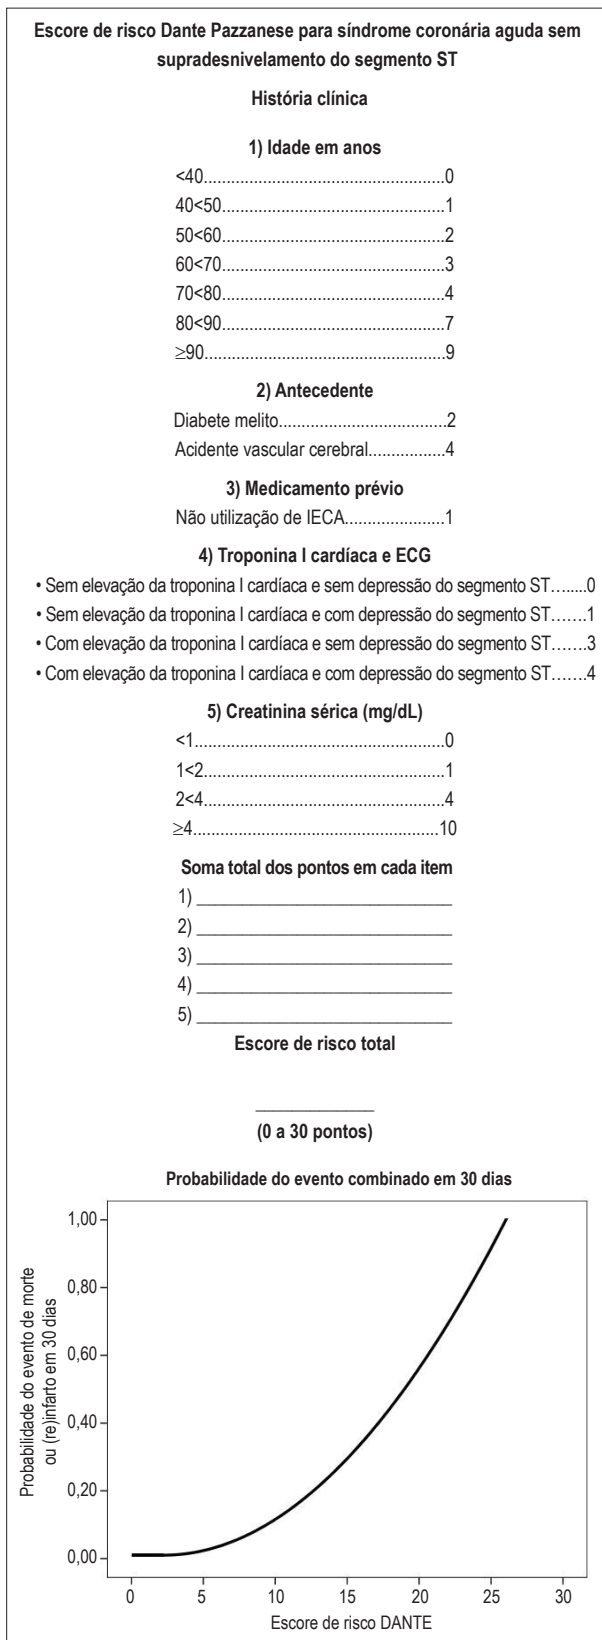 Escore de risco Dante Pazzanese para síndrome coronária aguda sem
supradesnivelamento do segmento ST
História clínica
1) Idade em anos
<40......................................................0
40<50..................................................1
50<60..................................................2
60<70..................................................3
70<80..................................................4
80<90..................................................7
≥90......................................................9
2) Antecedente
Diabete melito.....................................2
Acidente vascular cerebral.................4
3) Medicamento prévio
Não utilização de IECA......................1
4) Troponina I cardíaca e ECG
• Sem elevação da troponina I cardíaca e sem depressão do segmento ST….....0
• Sem elevação da troponina I cardíaca e com depressão do segmento ST…….1
• Com elevação da troponina I cardíaca e sem depressão do segmento ST…….3
• Com elevação da troponina I cardíaca e com depressão do segmento ST…….4
5) Creatinina sérica (mg/dL)
<1........................................................0
1<2......................................................1
2<4......................................................4
≥4......................................................10
Soma total dos pontos em cada item
1) ______________________________
2) ______________________________
3) ______________________________
4) ______________________________
5) ______________________________
Escore de risco total
______________
(0 a 30 pontos)
Probabilidade do evento combinado em 30 dias
Probabilidade do evento de morte
ou (re)infarto em 30 dias
1,00
0,80
0,60
0,40
0,20
0,00
0 5 10 15 20 25 30
Escore de risco DANTE